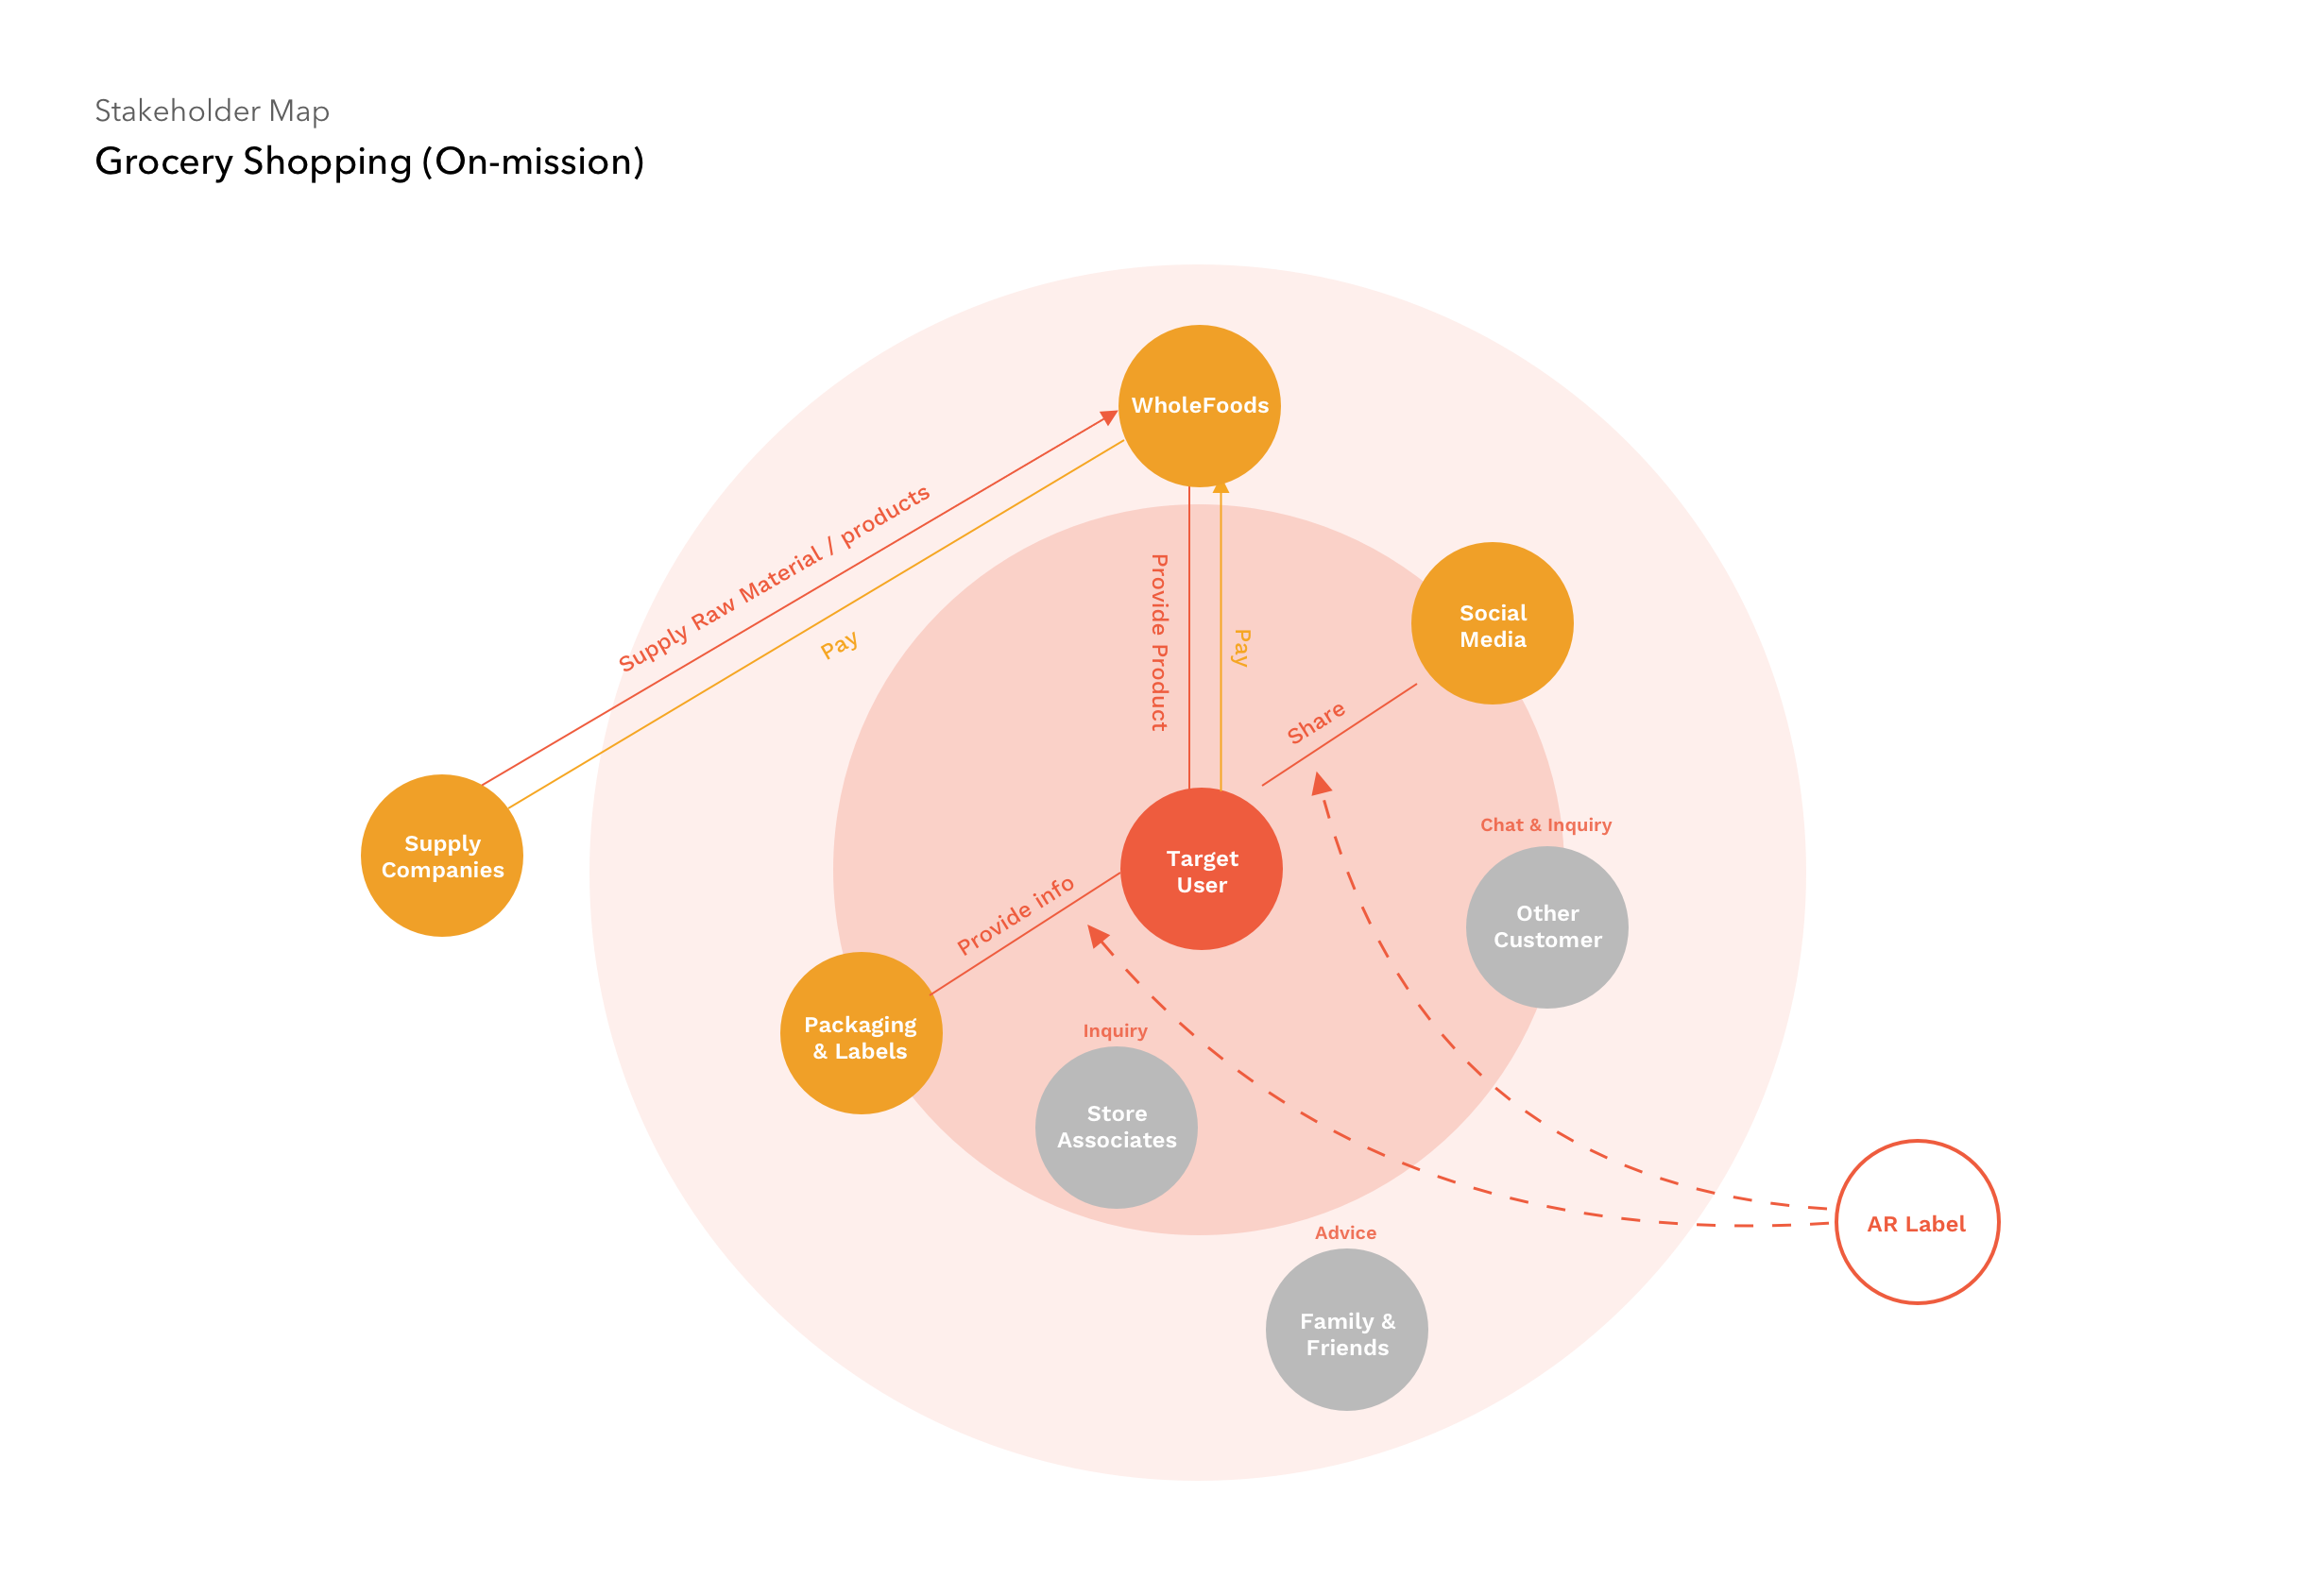 Stakeholder Map
Grocery Shopping (On-mission)
WholeFoods
Supply Raw Material / products
Pay
Provide Product
Pay
Social
Media
Share
Supply
Companies
Target
User
Chat & Inquiry
Other
Customer
Provide info
Packaging
& Labels
Inquiry
Store
Associates
AR Label
Advice
Family &
Friends